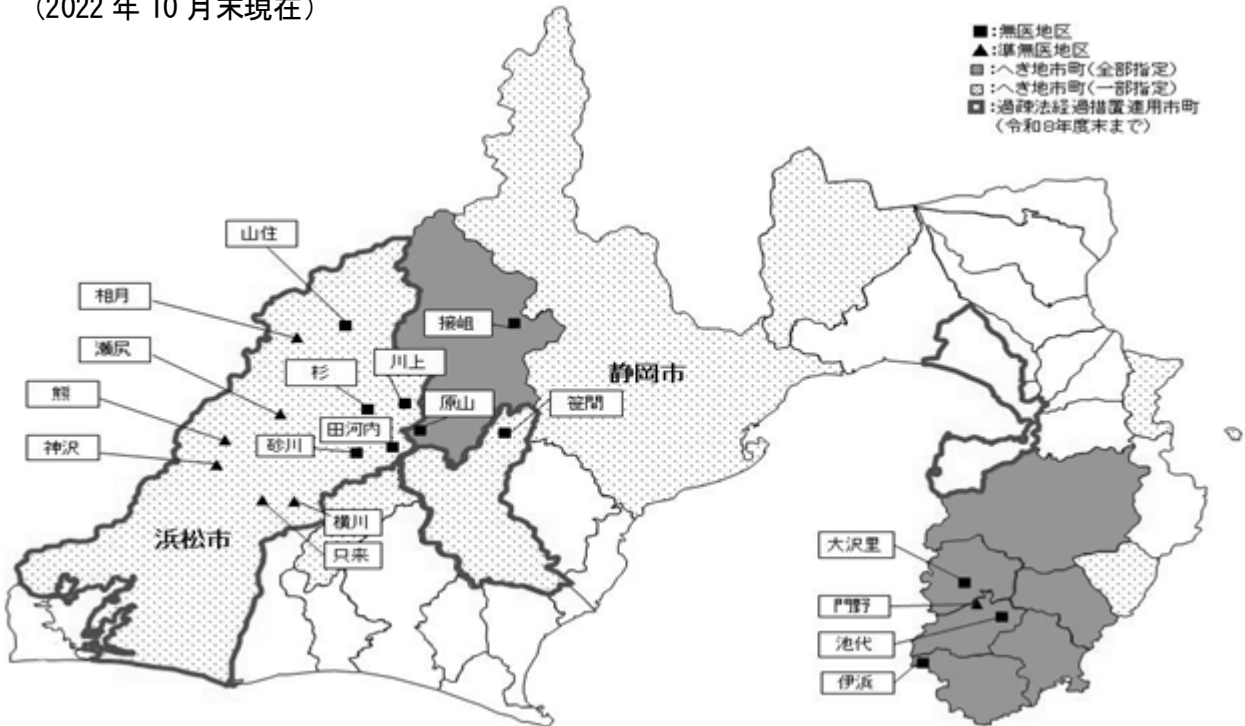 (2022 年 10 月末現在)
■:無医地区
▲:準無医地区
:へき地市町(全部指定)
:へき地市町(一部指定)
:過疎法経過措置適用市町
(令和8年度末まで)
山住
相月
接岨
瀬尻
川上
杉
静岡市
熊
原山
笹間
田河内
砂川
神沢
横川
浜松市
只来
大沢里
門野
池代
伊浜